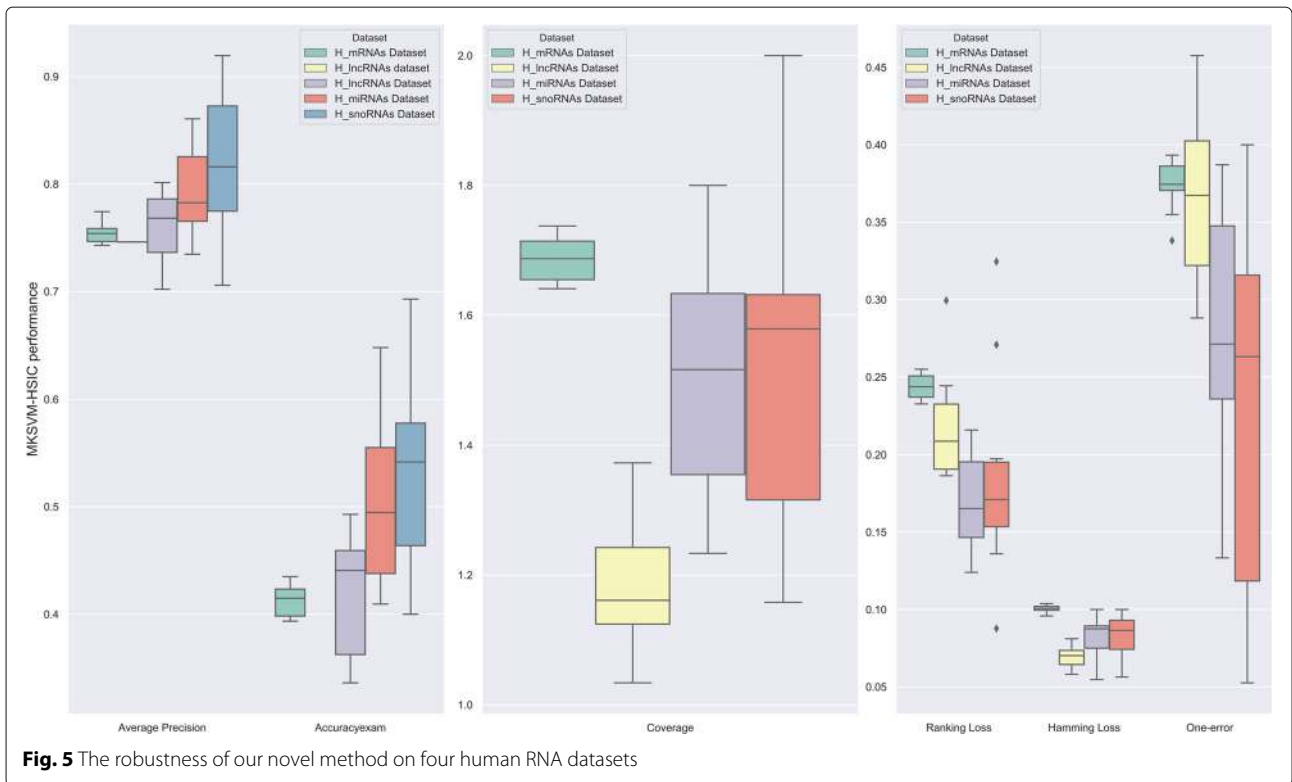 MKSVM-HSIC performance
0.9
0.8
0.7
0.6
0.5
0.4
Dataset
H_mRNAs Dataset
H_lncRNAs dataset
H_lncRNAs Dataset
H_miRNAs Dataset
H_snoRNAs Dataset
Average Precision
Accuracyexam
2.0
1.8
1.6
1.4
1.2
1.0
Dataset
H_mRNAs Dataset
H_lncRNAs Dataset
H_miRNAs Dataset
H_snoRNAs Dataset
Coverage
0.45
0.40
0.35
0.30
0.25
0.20
0.15
0.10
0.05
Dataset
H_mRNAs Dataset
H_lncRNAs Dataset
H_miRNAs Dataset
H_snoRNAs Dataset
Ranking Loss
Hamming Loss
One-error
Fig. 5 The robustness of our novel method on four human RNA datasets